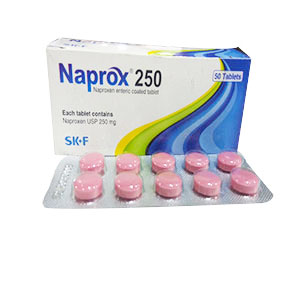 Naprox® 250
Naproxen enteric coated tablet
50 Tablets
Each tablet contains
Naproxen USP 250 mg
SK+F